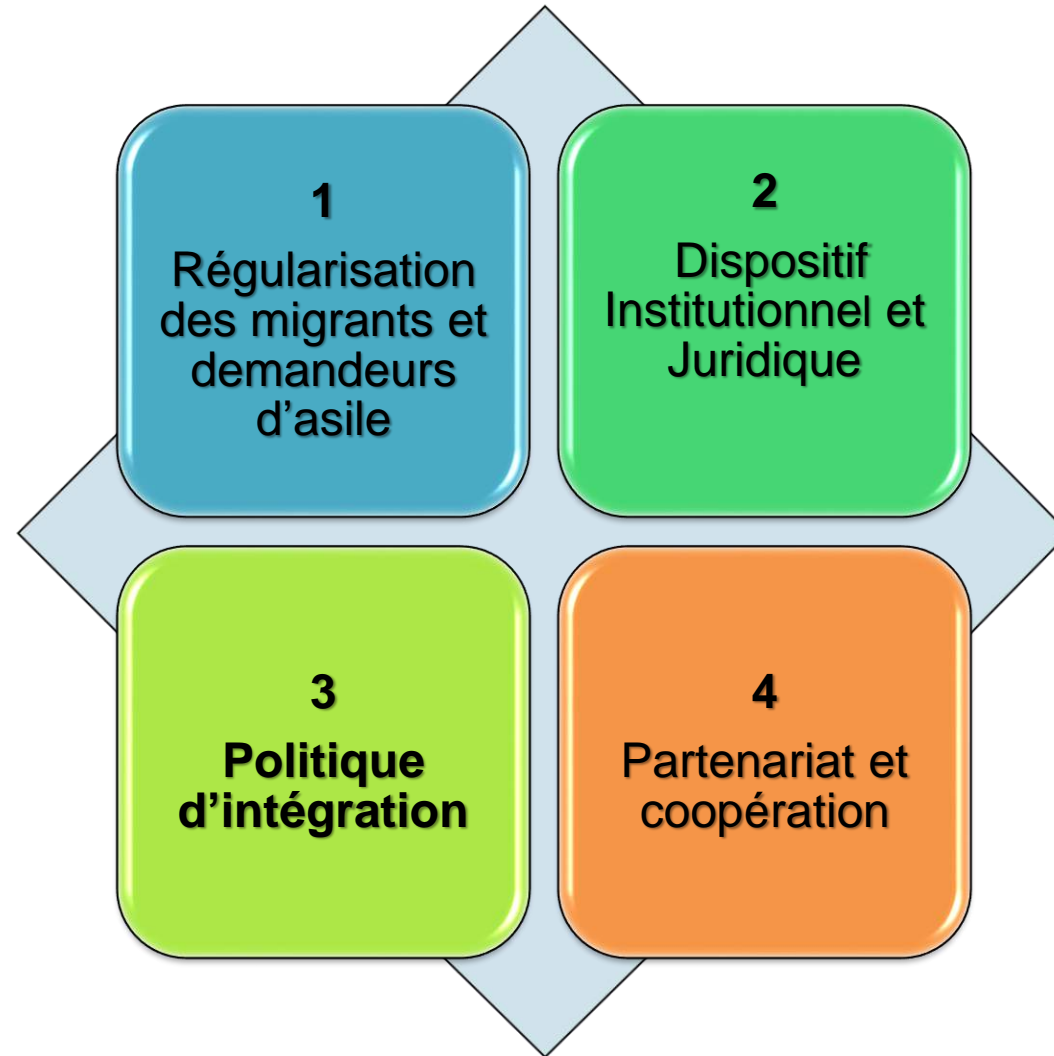 1
Régularisation
des migrants et
demandeurs
d’asile
2
Dispositif
Institutionnel et
Juridique
3
Politique
d’intégration
4
Partenariat et
coopération